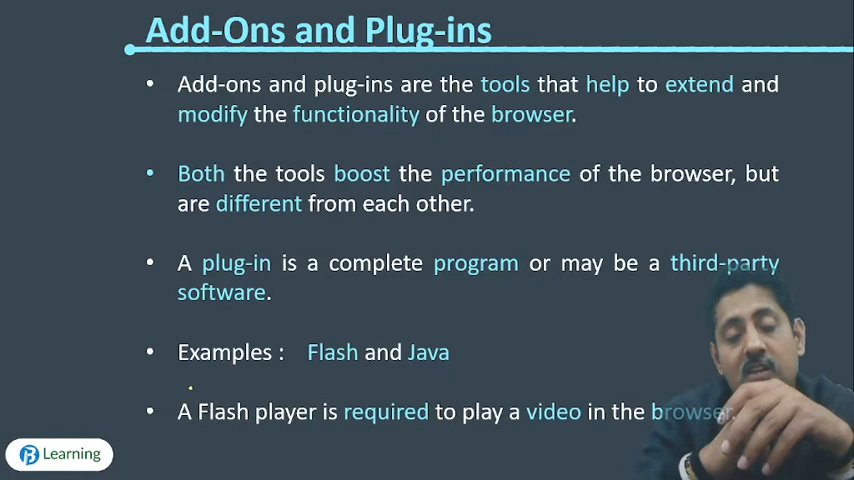 Add-Ons and Plug-ins
• Add-ons and plug-ins are the tools that help to extend and
modify the functionality of the browser.
• Both the tools boost the performance of the browser, but
are different from each other.
• A plug-in is a complete program or may be a third-party
software.
• Examples : Flash and Java
• A Flash player is required to play a video in the browser.
B Learning